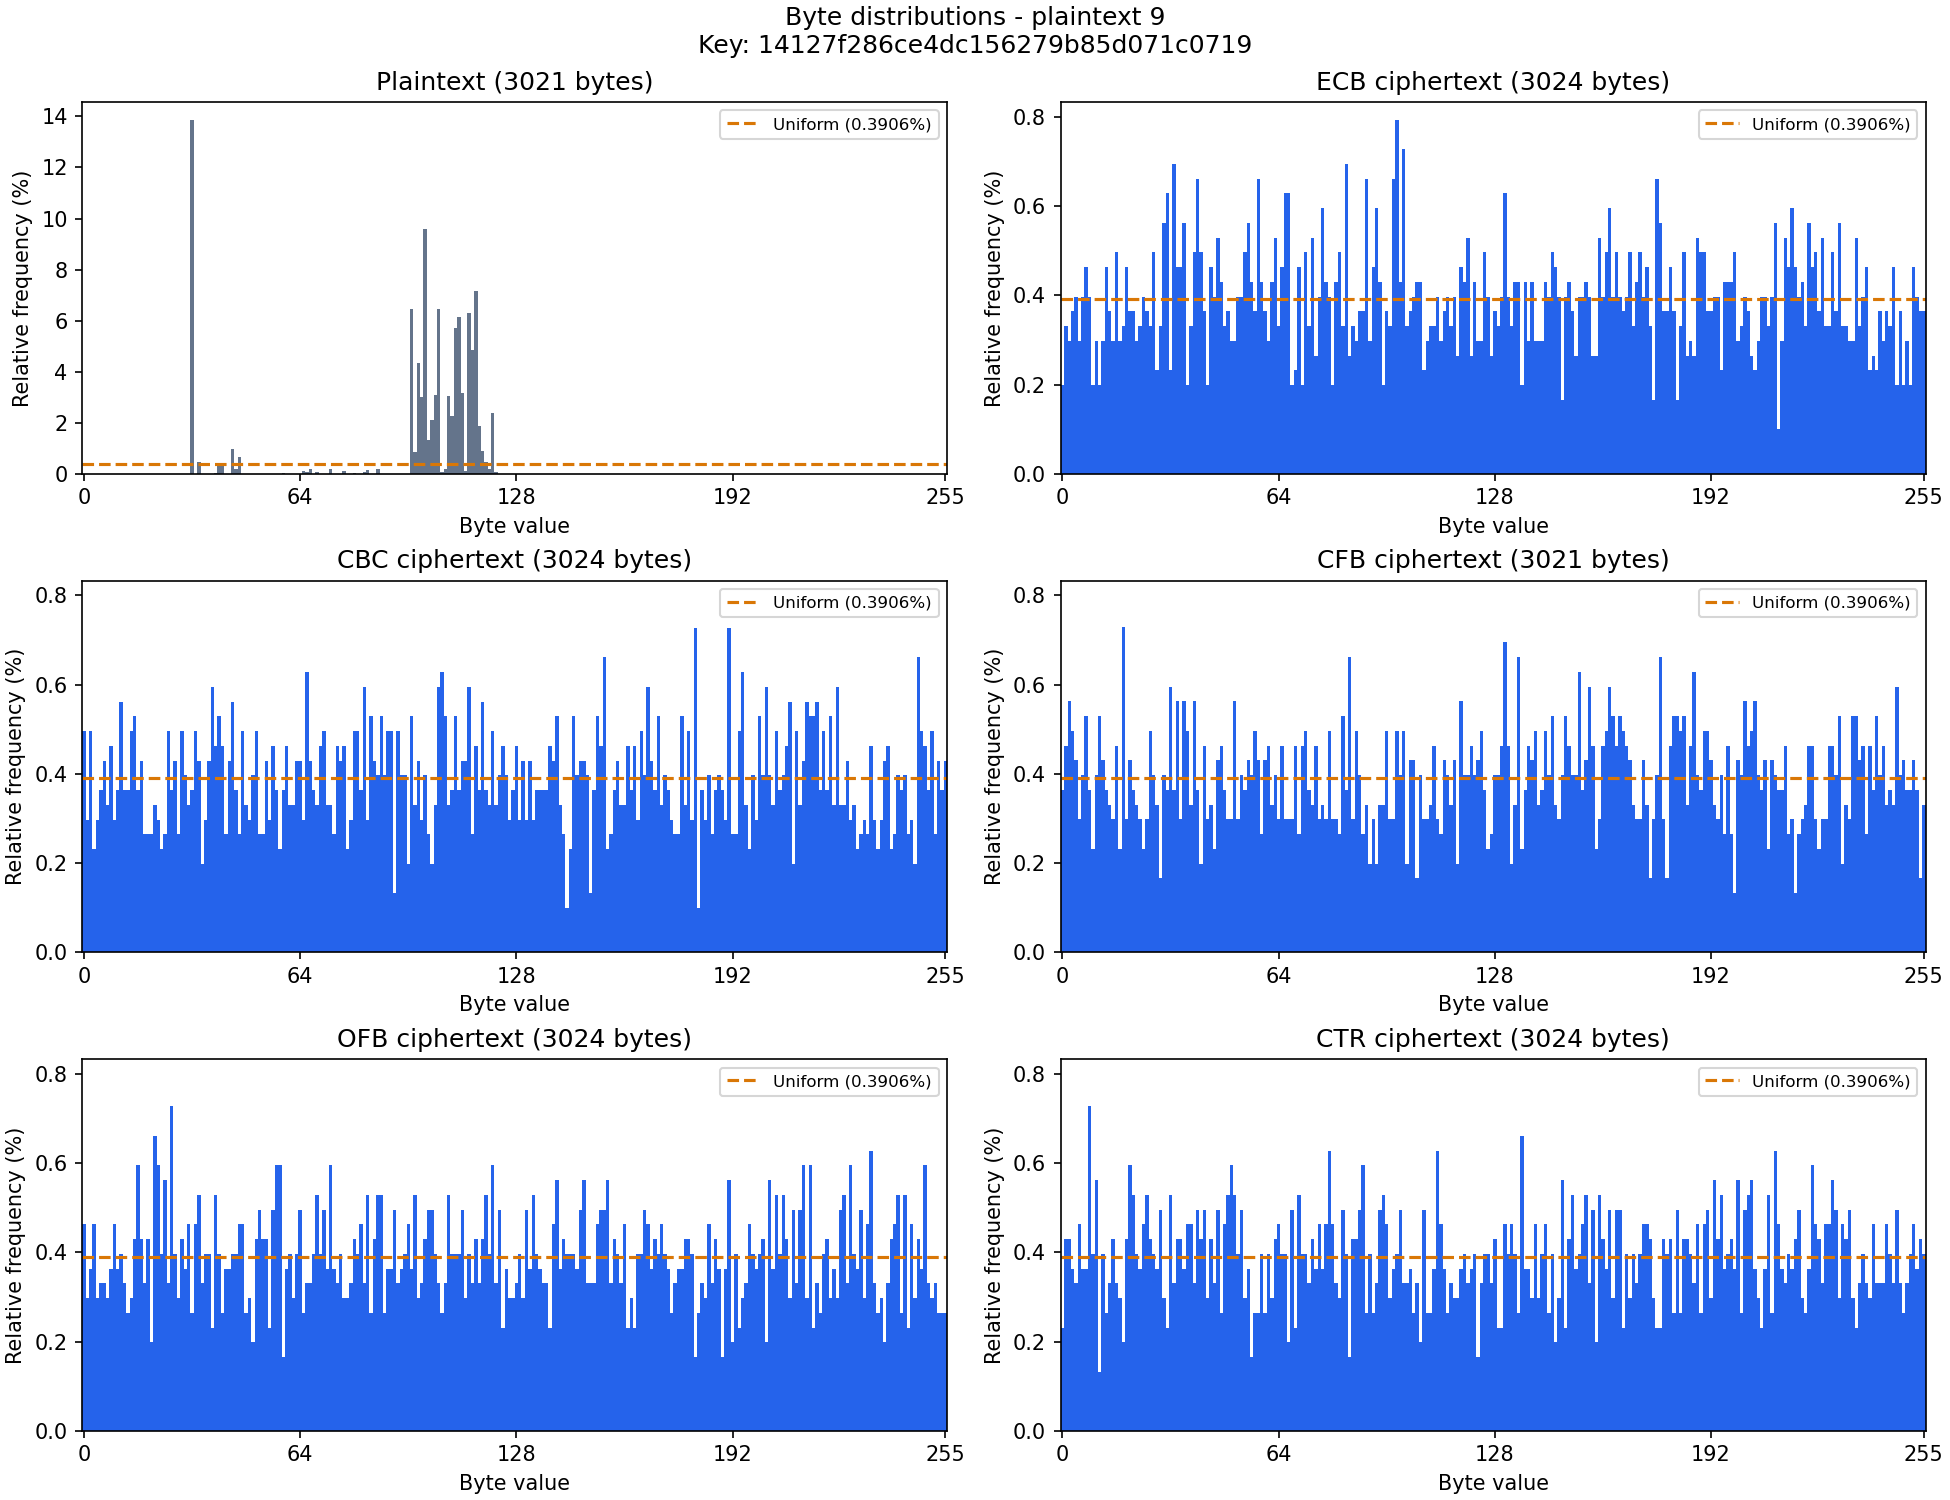 Byte distributions - plaintext 9
Key: 14127f286ce4dc156279b85d071c0719
Plaintext (3021 bytes)
Relative frequency (%)
14
12
10
8
6
4
2
0
Uniform (0.3906%)
0 64 128 192 255
Byte value
ECB ciphertext (3024 bytes)
Relative frequency (%)
0.8
0.6
0.4
0.2
0.0
Uniform (0.3906%)
0 64 128 192 255
Byte value
CBC ciphertext (3024 bytes)
Relative frequency (%)
0.8
0.6
0.4
0.2
0.0
Uniform (0.3906%)
0 64 128 192 255
Byte value
CFB ciphertext (3021 bytes)
Relative frequency (%)
0.8
0.6
0.4
0.2
0.0
Uniform (0.3906%)
0 64 128 192 255
Byte value
OFB ciphertext (3024 bytes)
Relative frequency (%)
0.8
0.6
0.4
0.2
0.0
Uniform (0.3906%)
0 64 128 192 255
Byte value
CTR ciphertext (3024 bytes)
Relative frequency (%)
0.8
0.6
0.4
0.2
0.0
Uniform (0.3906%)
0 64 128 192 255
Byte value